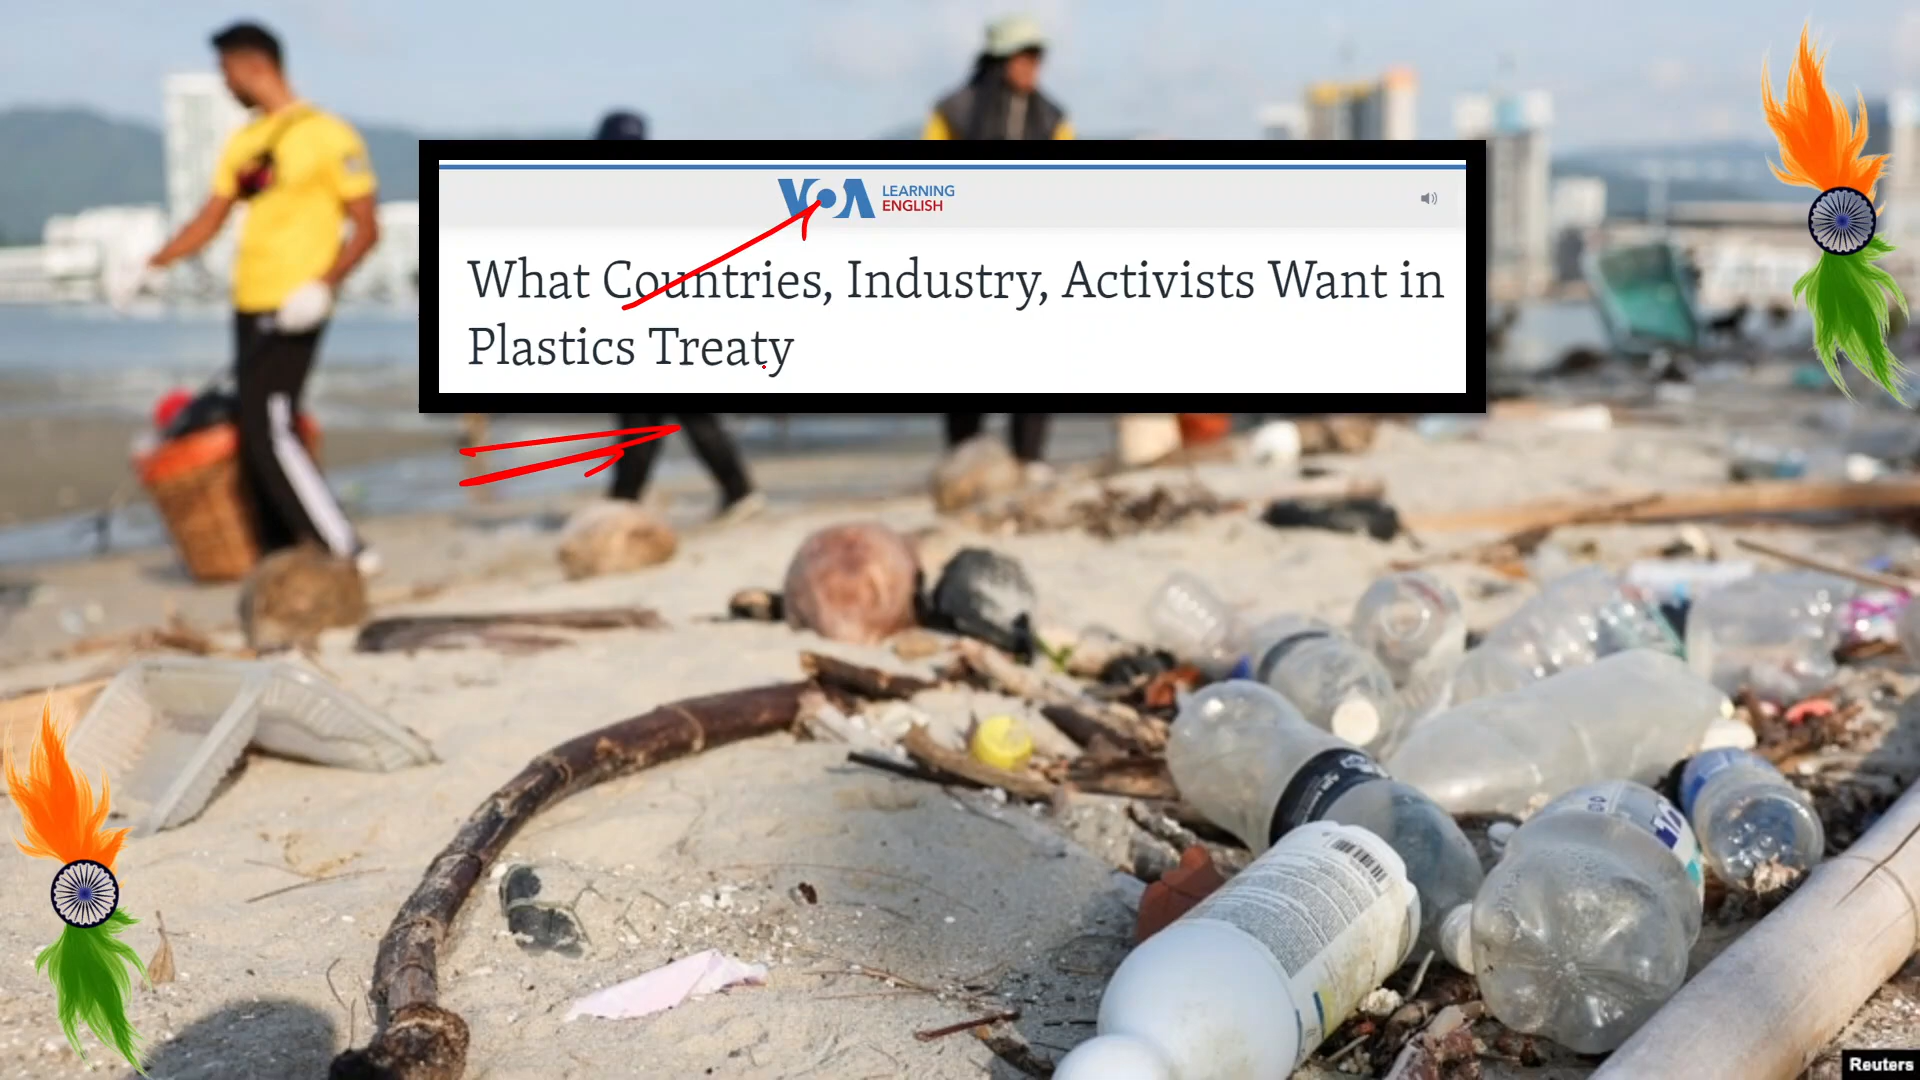 VOA LEARNING
ENGLISH
What Countries, Industry, Activists Want in
Plastics Treaty
Reuters